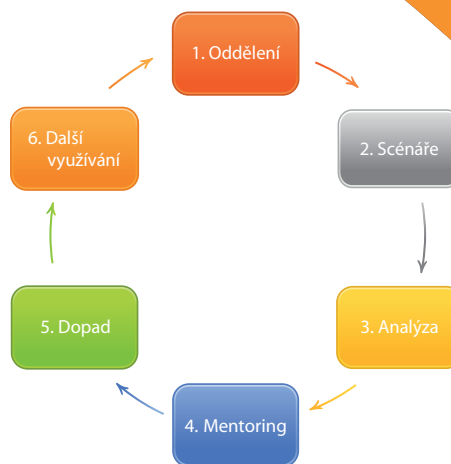 1. Oddělení
2. Scénáře
3. Analýza
4. Mentoring
5. Dopad
6. Další
využívání